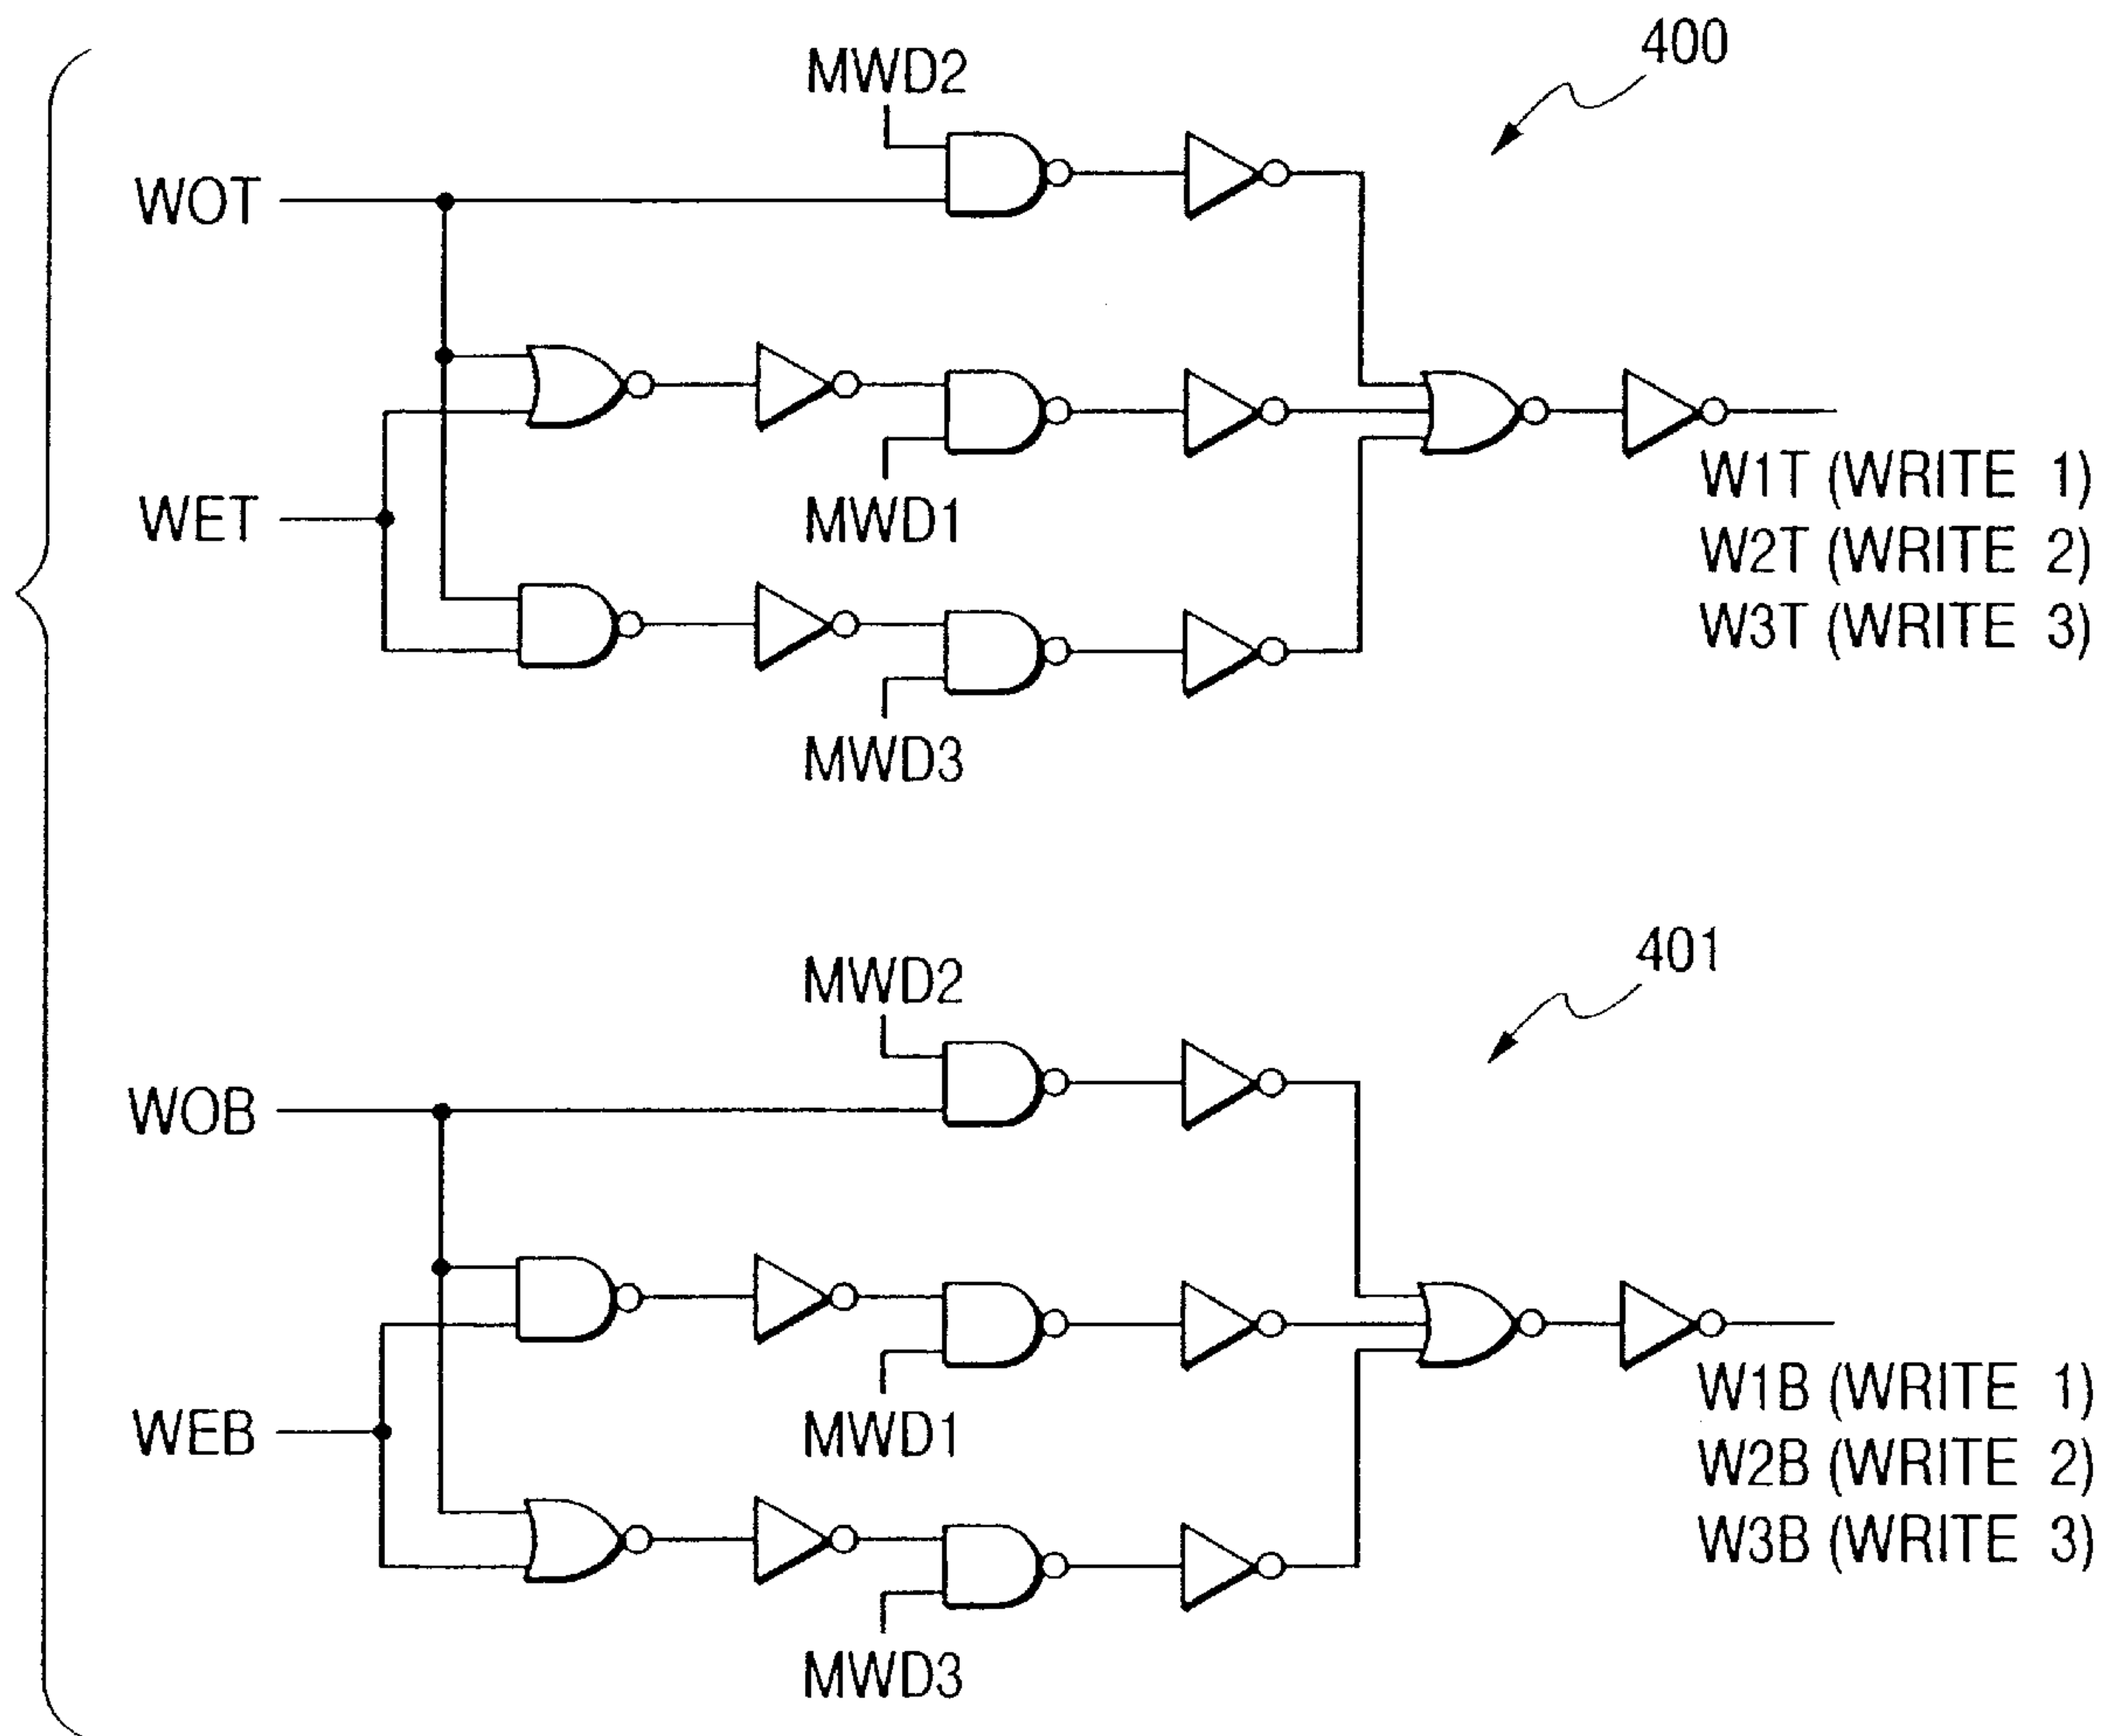 400
MWD2
WOT
WET
MWD1
MWD3
W1T (WRITE 1)
W2T (WRITE 2)
W3T (WRITE 3)
401
MWD2
WOB
WEB
MWD1
MWD3
W1B (WRITE 1)
W2B (WRITE 2)
W3B (WRITE 3)